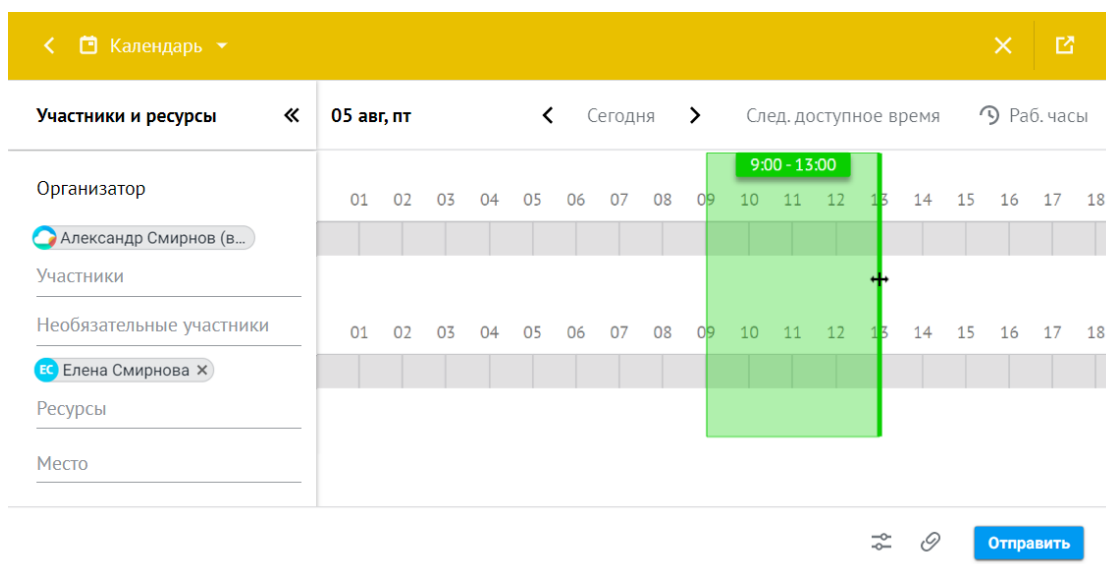 Календарь
Участники и ресурсы
05 авг, пт
Сегодня
След. доступное время
Раб. часы
9:00 - 13:00
Организатор
01 02 03 04 05 06 07 08 09 10 11 12 13 14 15 16 17 18
Александр Смирнов (в...
Участники
Необязательные участники
01 02 03 04 05 06 07 08 09 10 11 12 13 14 15 16 17 18
ЕС Елена Смирнова
Ресурсы
Место
Отправить